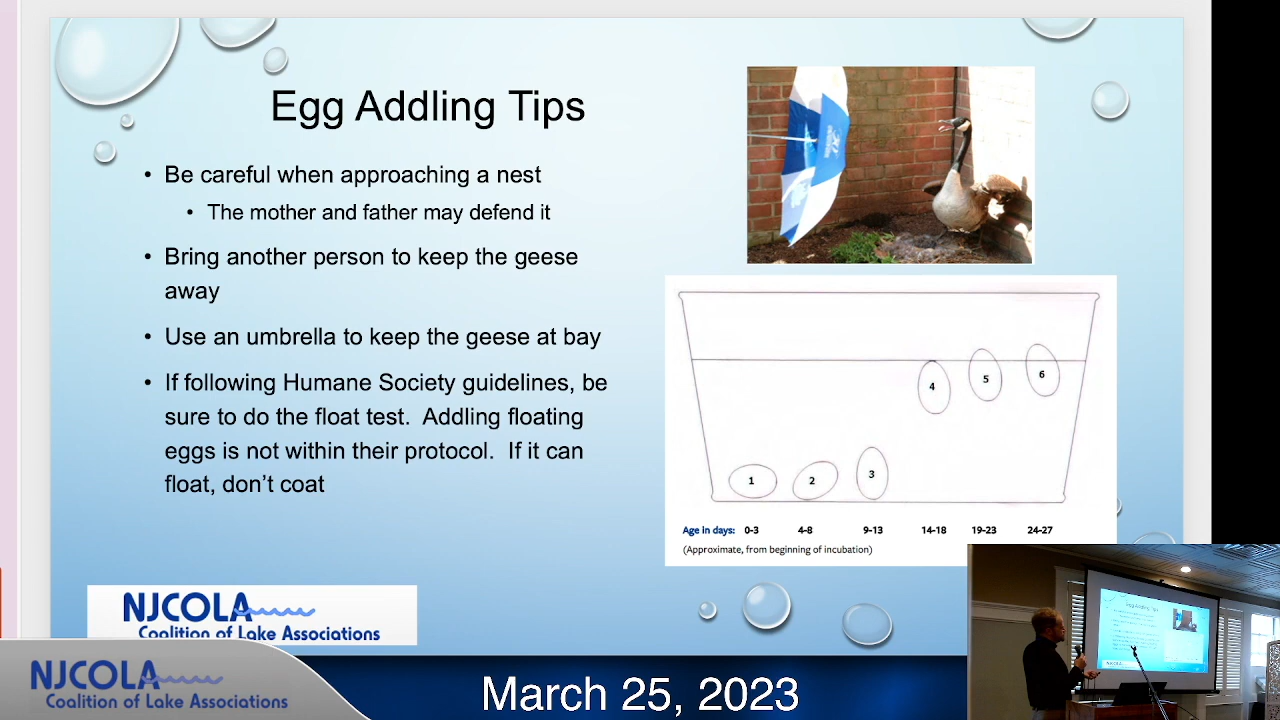 Egg Addling Tips
• Be careful when approaching a nest
• The mother and father may defend it
• Bring another person to keep the geese
away
• Use an umbrella to keep the geese at bay
• If following Humane Society guidelines, be
sure to do the float test. Addling floating
eggs is not within their protocol. If it can
float, don't coat
1 2 3 4 5 6
Age in days: 0-3 4-8 9-13 14-18 19-23 24-27
(Approximate, from beginning of incubation)
NJCOLA
Coalition of Lake Associations
NJCOLA
Coalition of Lake Associations
March 25, 2023
Egg Addling Tips